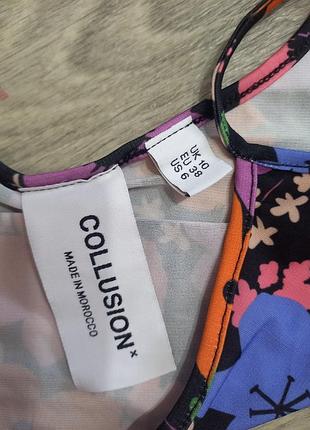 COLLUSION ×
MADE IN MOROCCO
UK 10
EU 38
US 6